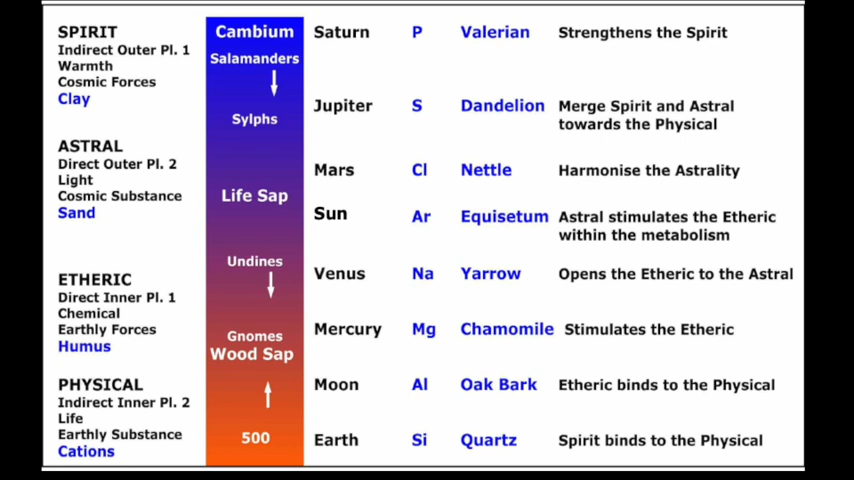 SPIRIT
Indirect Outer Pl. 1
Warmth
Cosmic Forces
Clay
ASTRAL
Direct Outer Pl. 2
Light
Cosmic Substance
Sand
ETHERIC
Direct Inner Pl. 1
Chemical
Earthly Forces
Humus
PHYSICAL
Indirect Inner Pl. 2
Life
Earthly Substance
Cations
Cambium
Salamanders
Sylphs
Life Sap
Undines
Gnomes
Wood Sap
500
Saturn P Valerian Strengthens the Spirit
Jupiter S Dandelion Merge Spirit and Astral
towards the Physical
Mars Cl Nettle Harmonise the Astrality
Sun Ar Equisetum Astral stimulates the Etheric
within the metabolism
Venus Na Yarrow Opens the Etheric to the Astral
Mercury Mg Chamomile Stimulates the Etheric
Moon Al Oak Bark Etheric binds to the Physical
Earth Si Quartz Spirit binds to the Physical